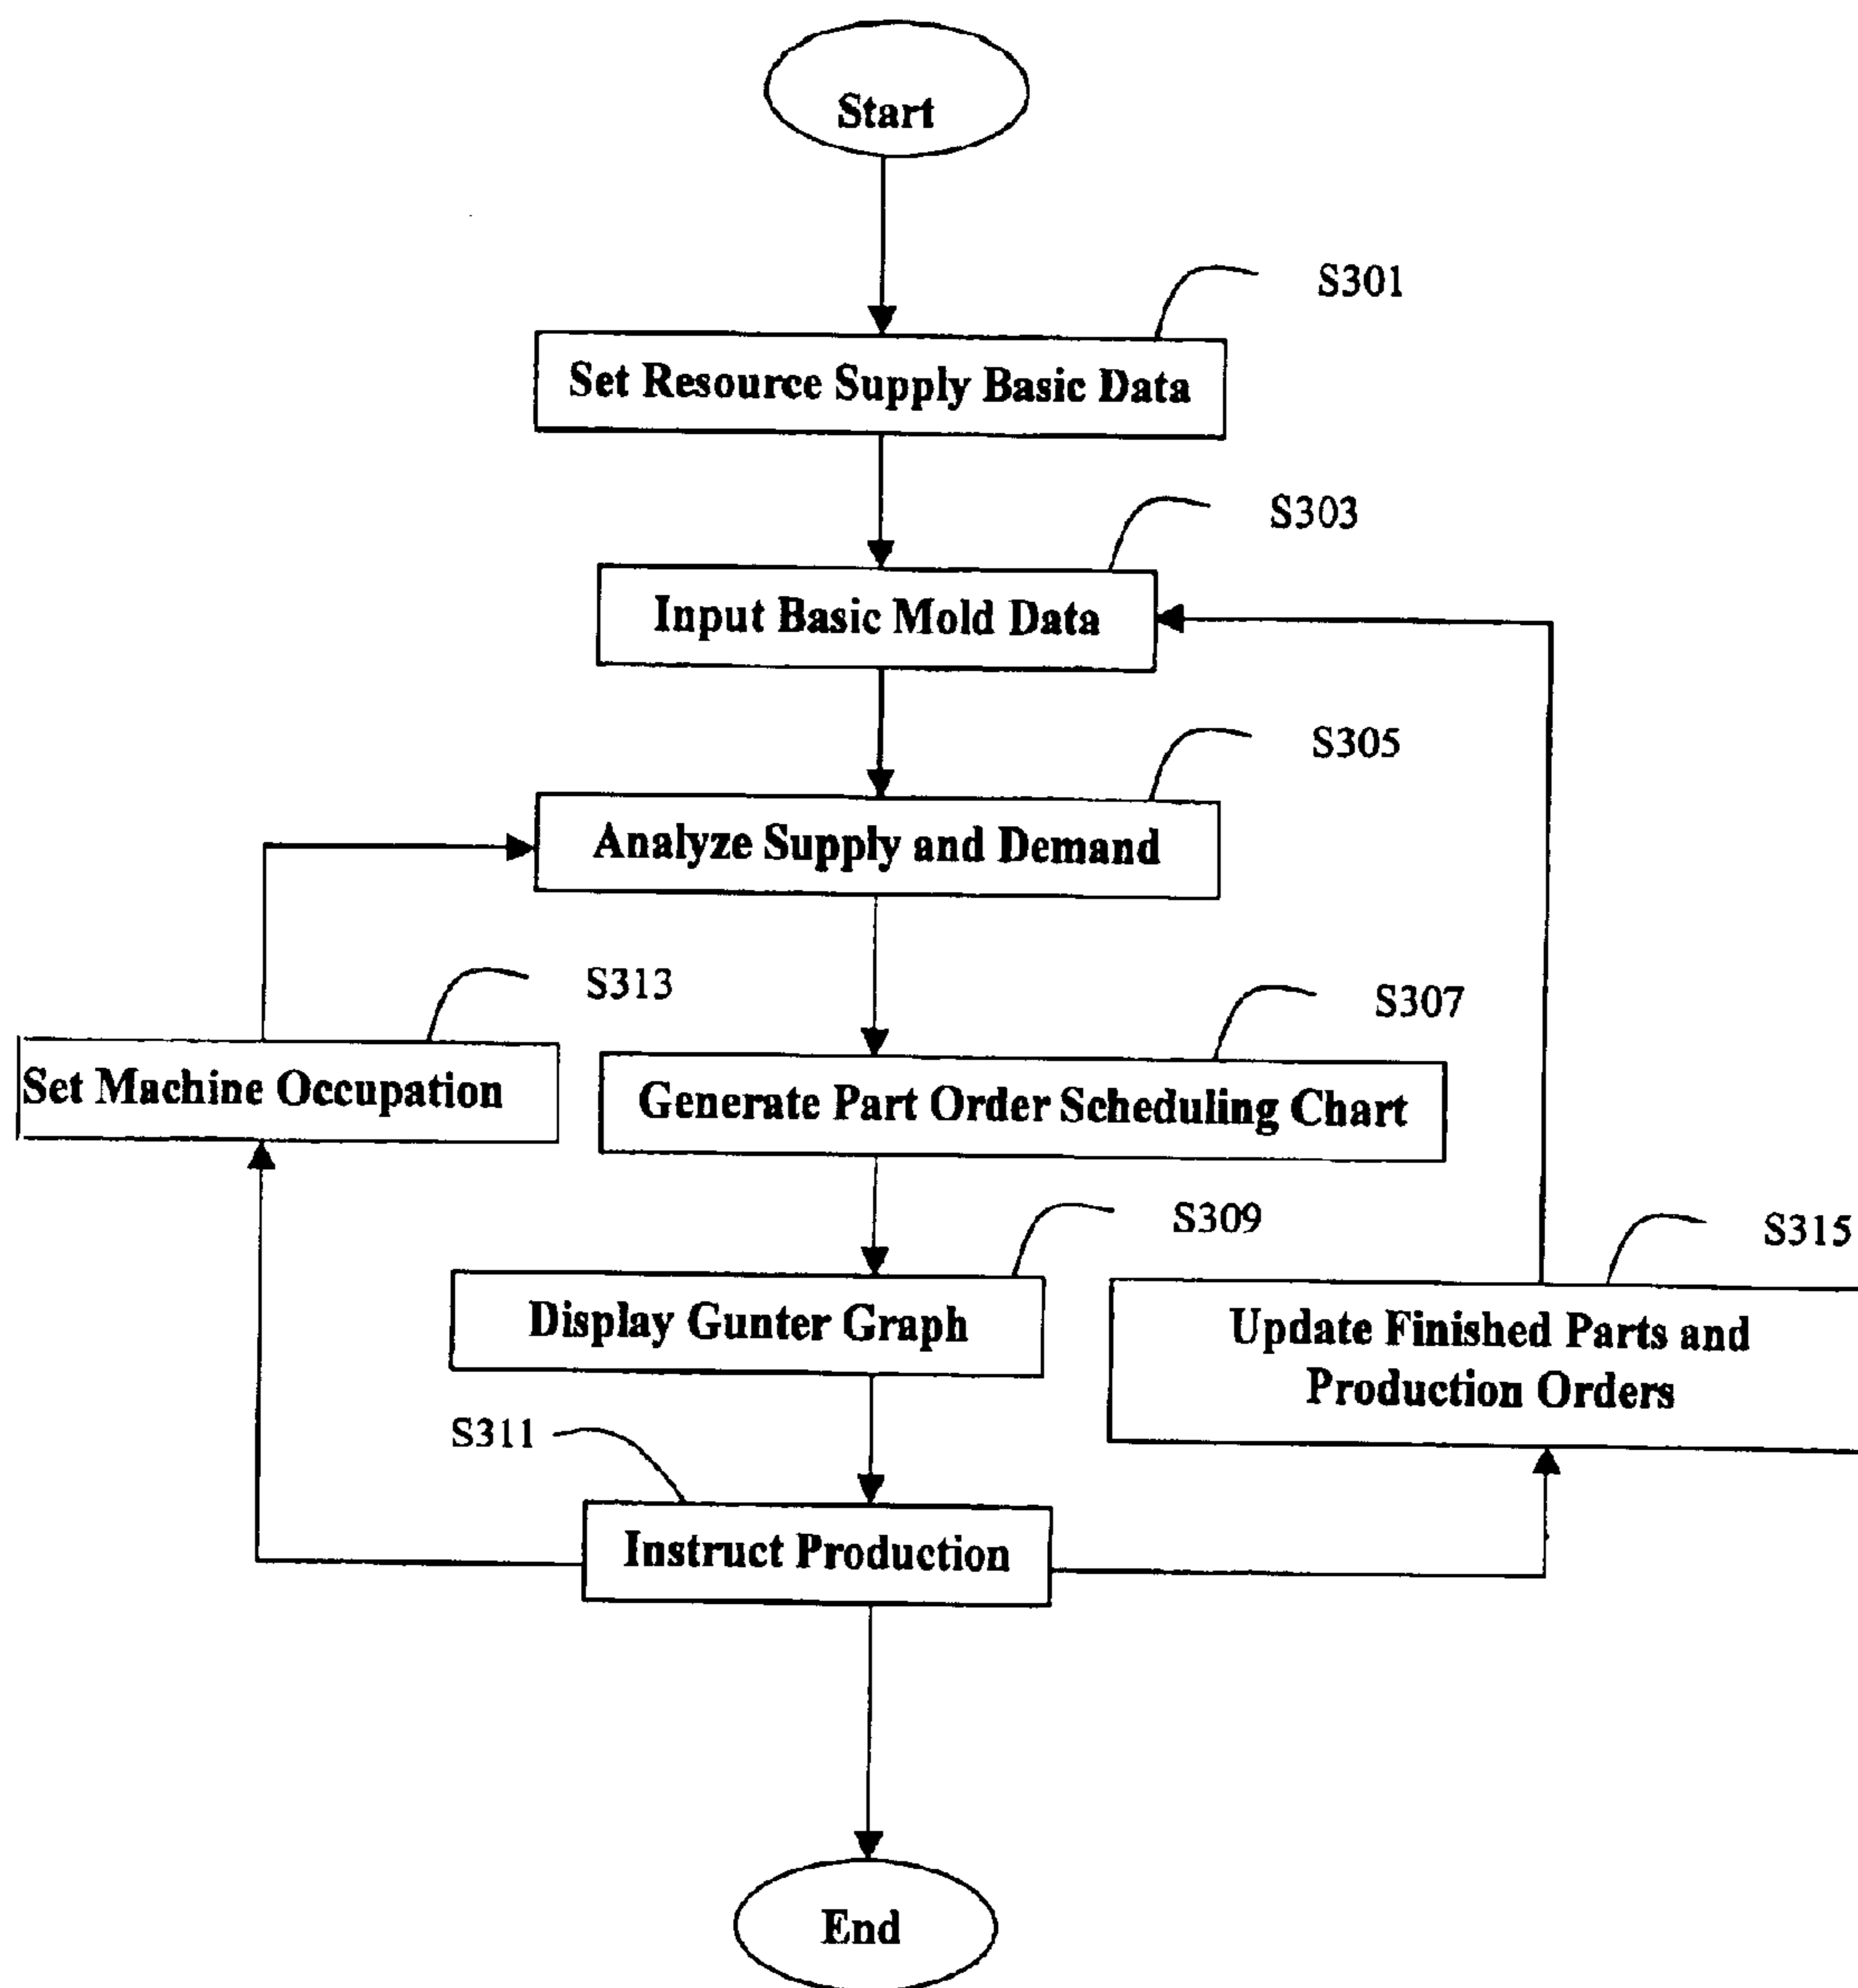 Start
S301
Set Resource Supply Basic Data
S303
Input Basic Mold Data
S305
Analyze Supply and Demand
S313
S307
Set Machine Occupation
Generate Part Order Scheduling Chart
S309
S315
Display Gunter Graph
Update Finished Parts and
Production Orders
S311
Instruct Production
End